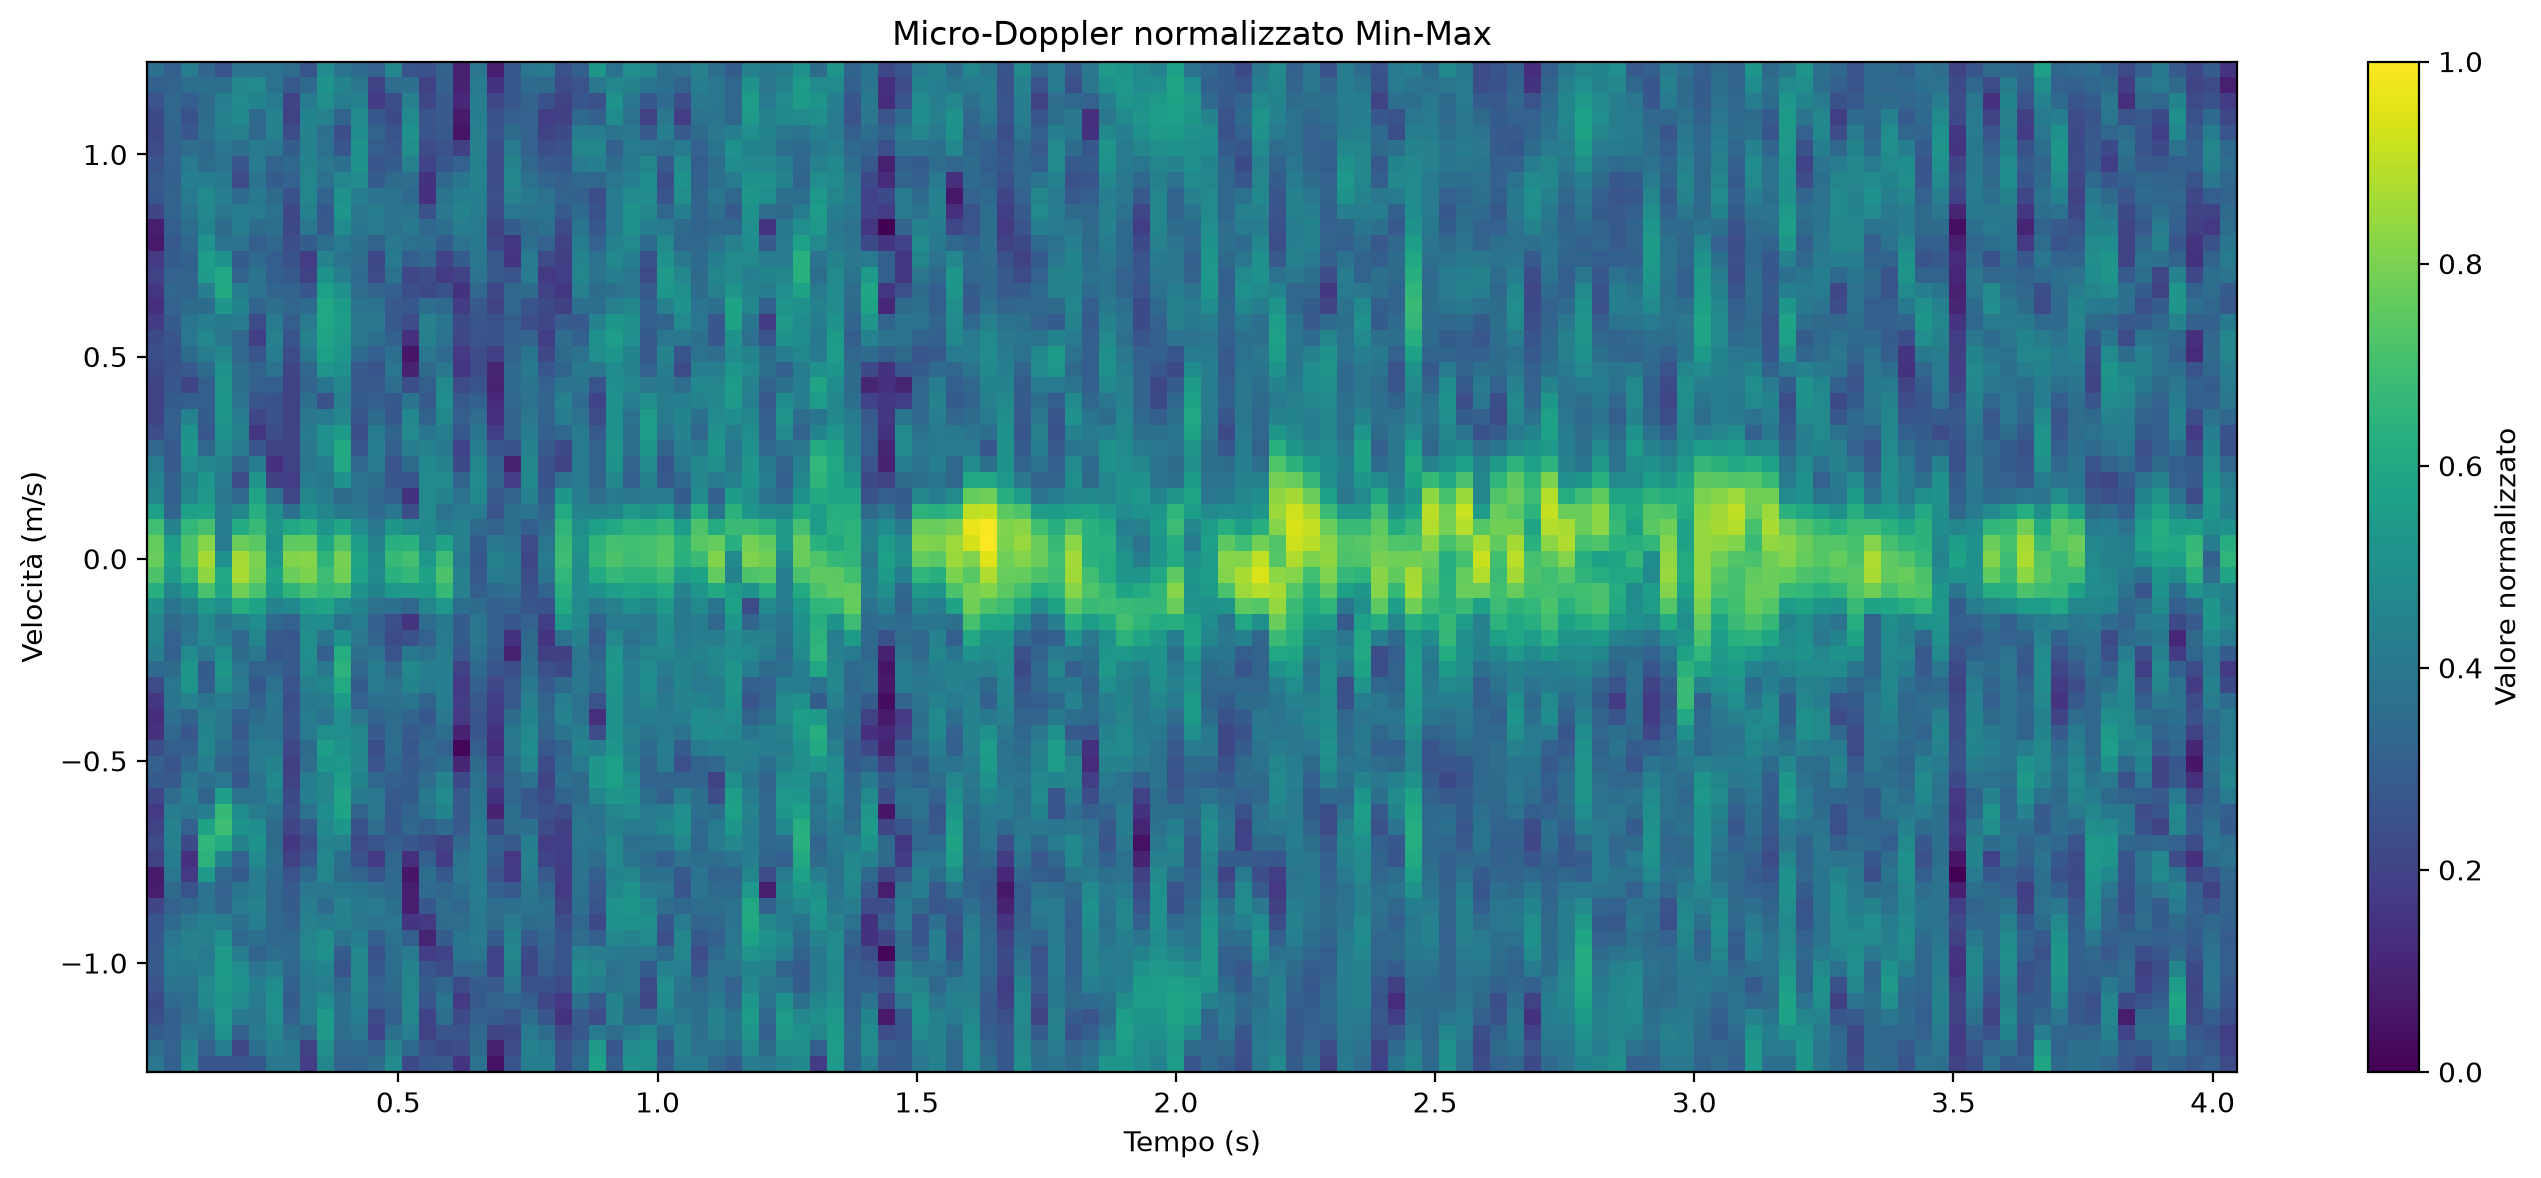 Micro-Doppler normalizzato Min-Max
Velocità (m/s)
1.0
0.5
0.0
−0.5
−1.0
0.5 1.0 1.5 2.0 2.5 3.0 3.5 4.0
Tempo (s)
1.0
0.8
0.6
0.4
0.2
0.0
Valore normalizzato